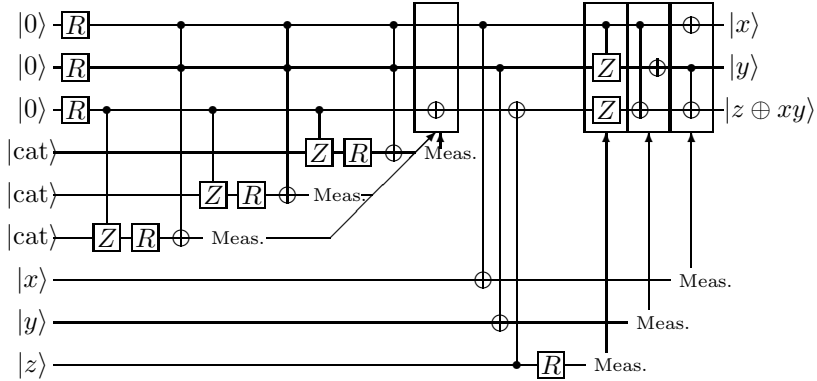 |0⟩ R |x⟩
|0⟩ R Z |y⟩
|0⟩ R Z |z ⊕ xy⟩
|cat⟩ Z R Meas.
|cat⟩ Z R Meas.
|cat⟩ Z R Meas.
|x⟩ Meas.
|y⟩ Meas.
|z⟩ R Meas.